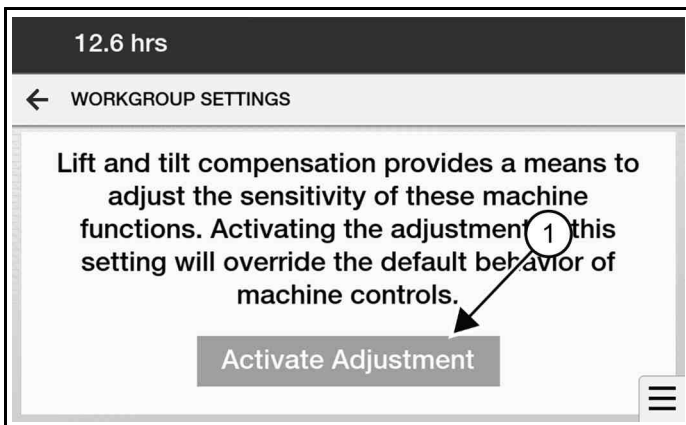 12.6 hrs
WORKGROUP SETTINGS
Lift and tilt compensation provides a means to
adjust the sensitivity of these machine
functions. Activating the adjustment this
setting will override the default behavior of
machine controls.
1
Activate Adjustment